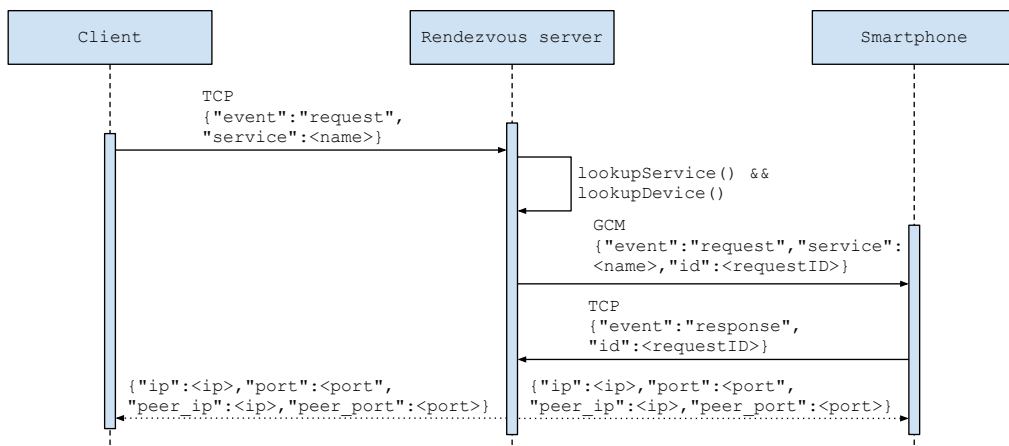 Client
Rendezvous server
Smartphone
TCP
{"event":"request",
"service":<name>}
lookupService() &&
lookupDevice()
GCM
{"event":"request","service":
<name>,"id":<requestID>}
TCP
{"event":"response",
"id":<requestID>}
{"ip":<ip>,"port":<port",
"peer_ip":<ip>,"peer_port":<port>}
{"ip":<ip>,"port":<port",
"peer_ip":<ip>,"peer_port":<port>}